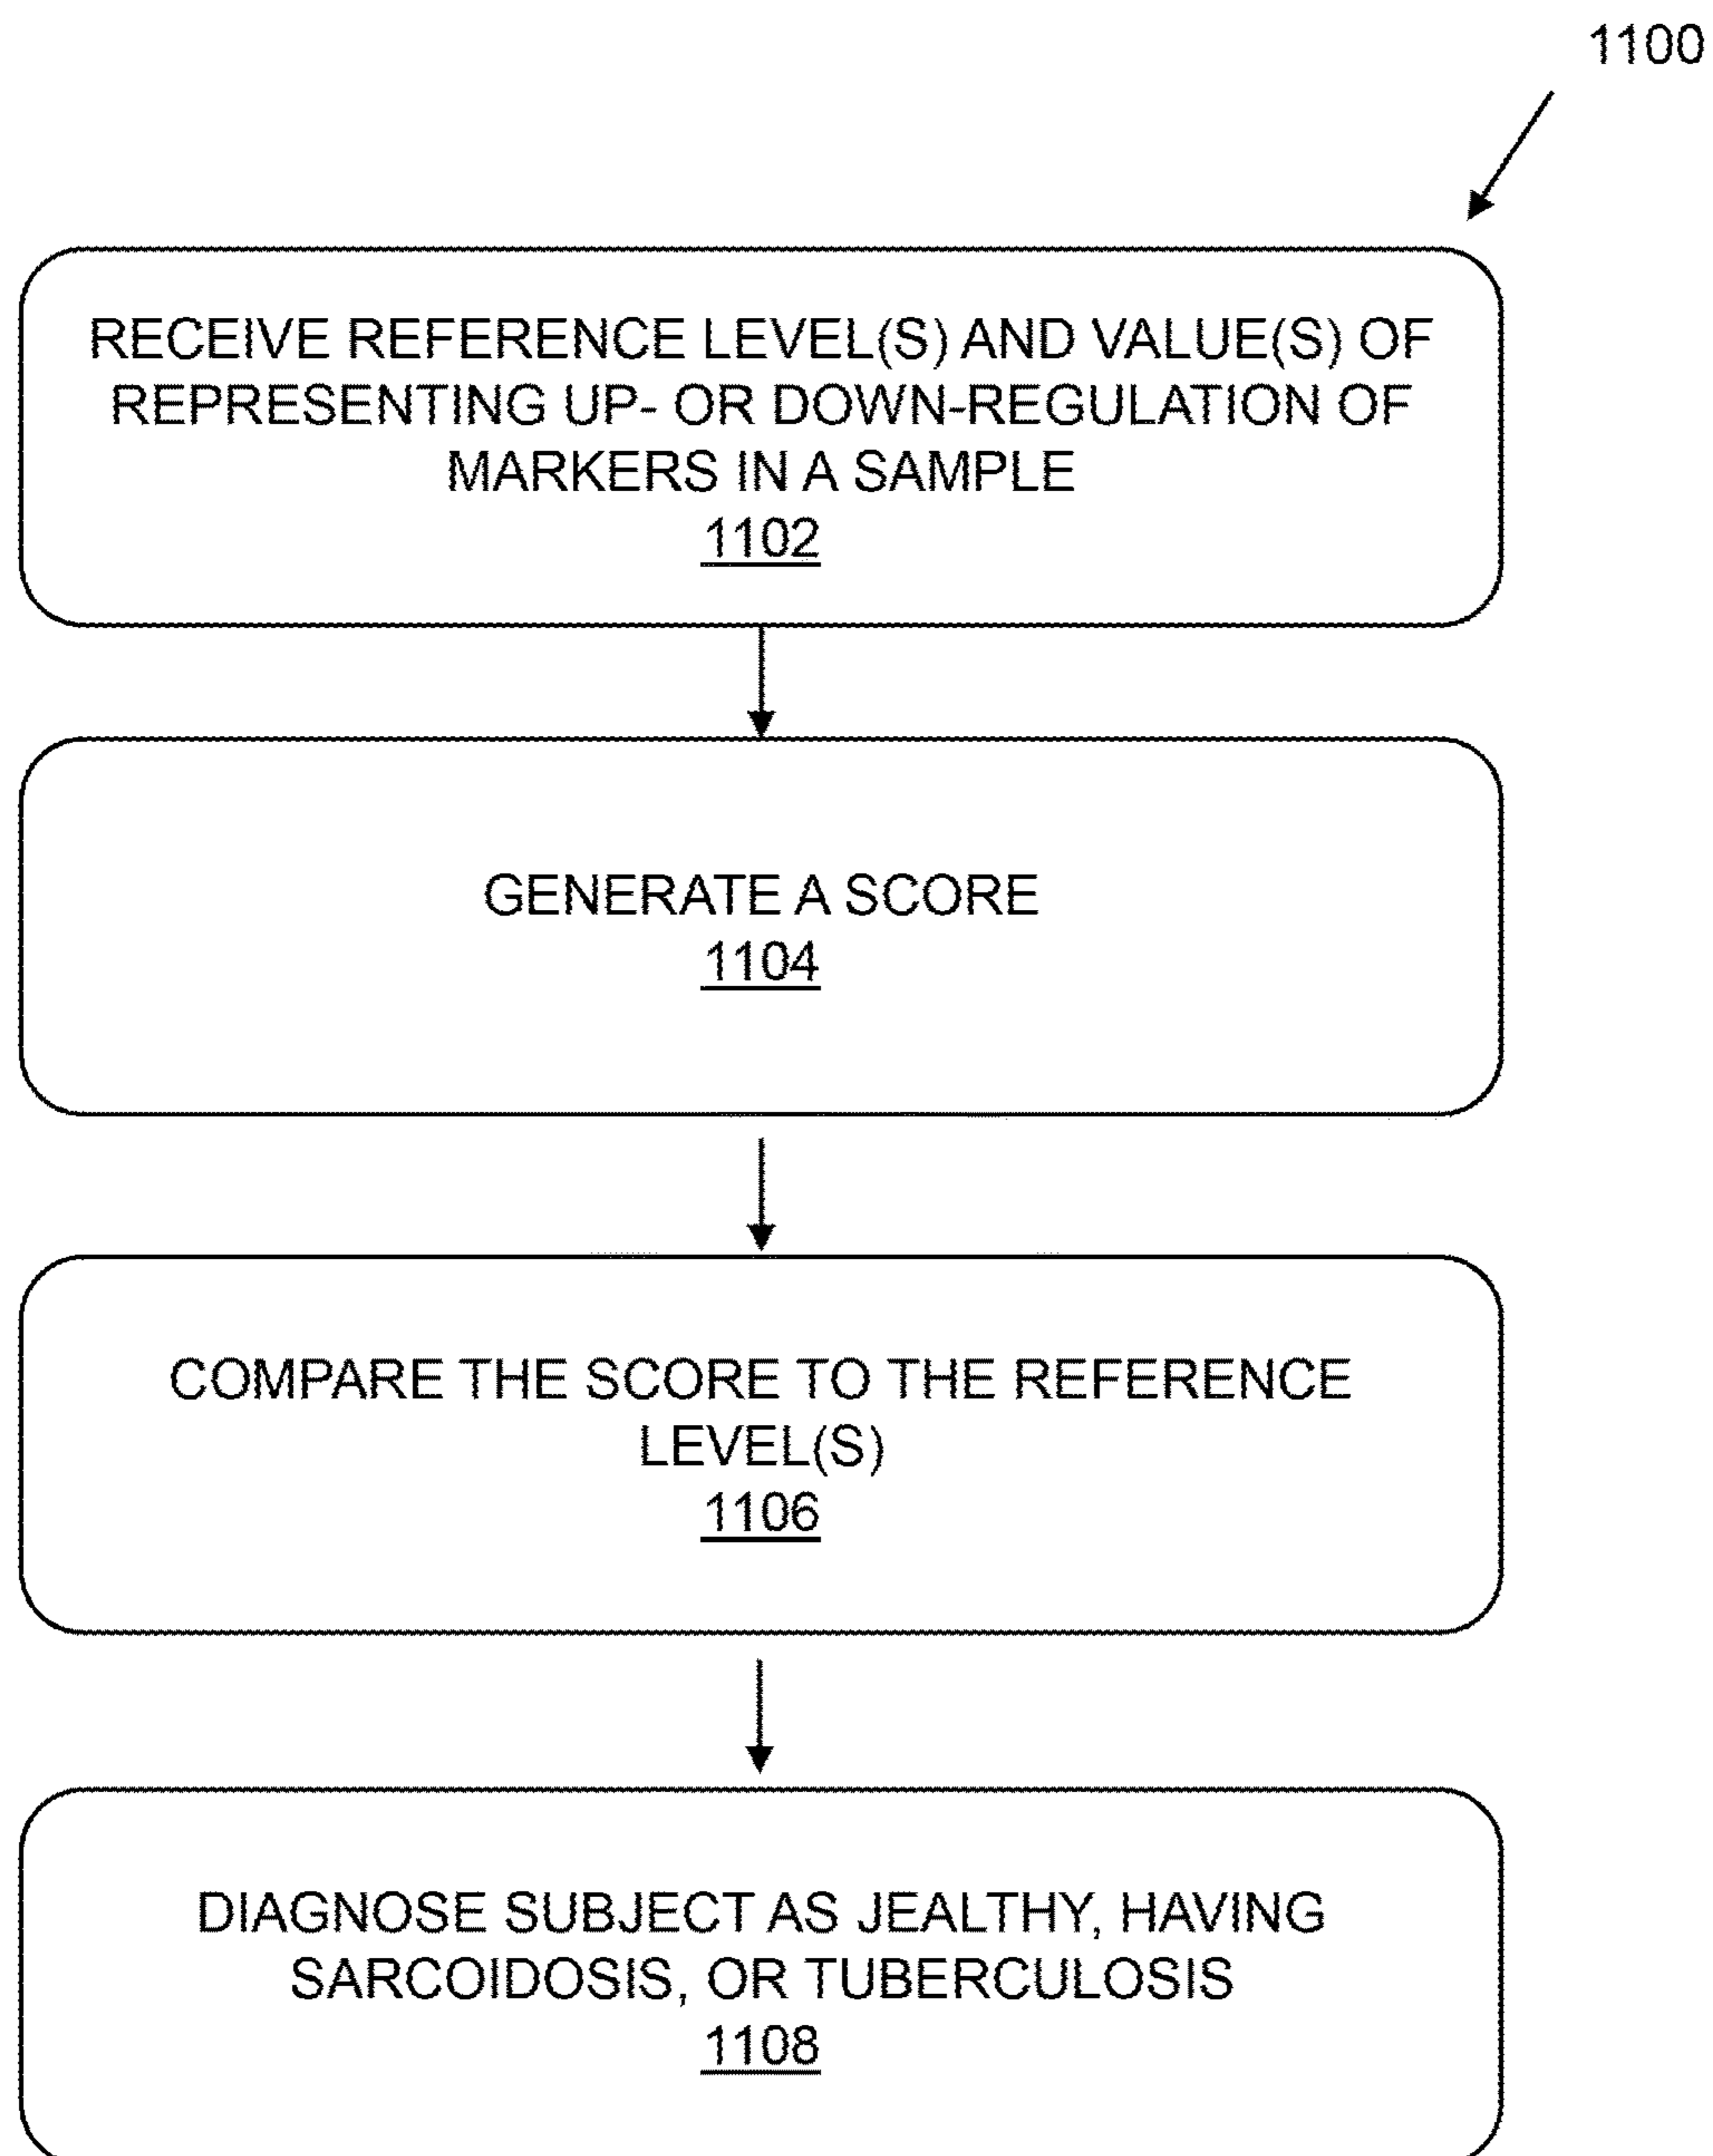 1100
RECEIVE REFERENCE LEVEL(S) AND VALUE(S) OF
REPRESENTING UP- OR DOWN-REGULATION OF
MARKERS IN A SAMPLE
1102
GENERATE A SCORE
1104
COMPARE THE SCORE TO THE REFERENCE
LEVEL(S)
1106
DIAGNOSE SUBJECT AS JEALTHY, HAVING
SARCOIDOSIS, OR TUBERCULOSIS
1108